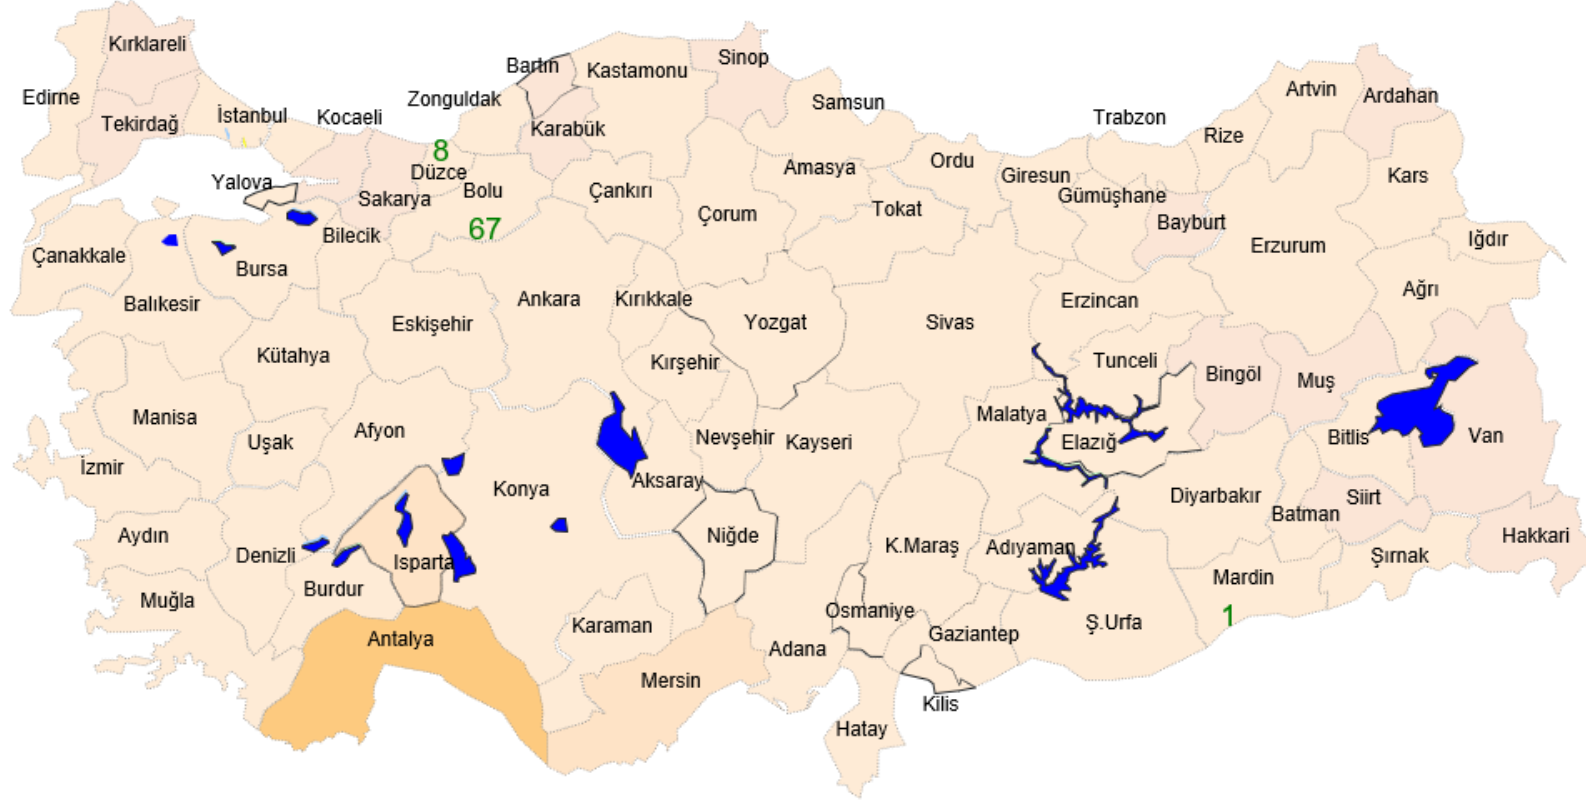 Kırklareli
Sinop
Bartın
Kastamonu
Edirne
Zonguldak
Artvin
Ardahan
İstanbul
Kocaeli
Samsun
Trabzon
Tekirdağ
Karabük
Rize
8
Düzce
Amasya
Ordu
Giresun
Kars
Yalova
Bolu
Çankırı
Gümüşhane
Sakarya
Çorum
Tokat
Bayburt
67
Bilecik
Iğdır
Çanakkale
Bursa
Erzurum
Balıkesir
Ankara
Kırıkkale
Erzincan
Ağrı
Eskişehir
Yozgat
Sivas
Kütahya
Kırşehir
Tunceli
Bingöl
Muş
Manisa
Afyon
Malatya
Uşak
Nevşehir
Kayseri
Elazığ
Bitlis
Van
İzmir
Konya
Aksaray
Diyarbakır
Siirt
Batman
Aydın
Niğde
Hakkari
Denizli
Isparta
K.Maraş
Adıyaman
Şırnak
Burdur
Mardin
Muğla
Osmaniye
1
Antalya
Karaman
Gaziantep
Ş.Urfa
Adana
Mersin
Kilis
Hatay